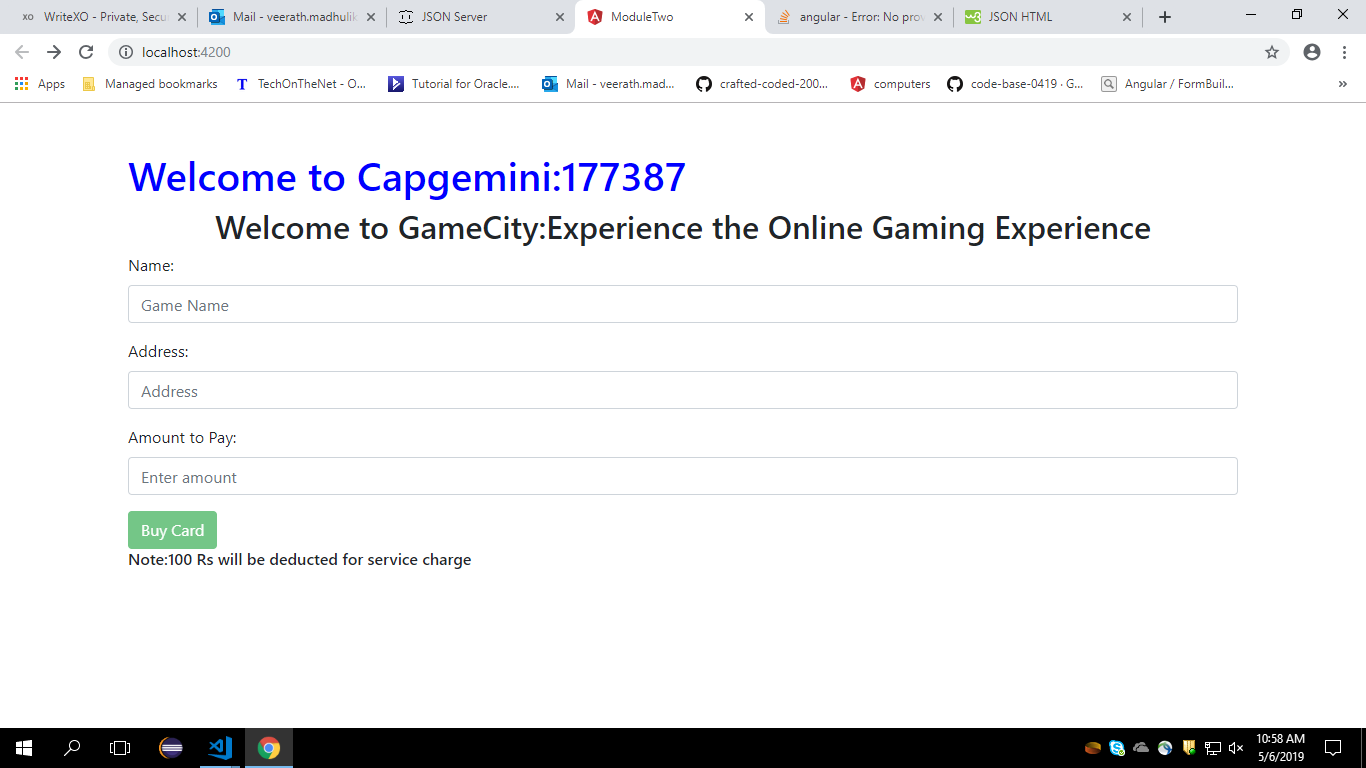 XO WriteXO - Private, Secu
Mail - veerath.madhulik
JSON Server
ModuleTwo
angular - Error: No prov
JSON HTML
localhost:4200
Apps
Managed bookmarks
T TechOnTheNet - O...
Tutorial for Oracle....
Mail - veerath.mad...
crafted-coded-200...
computers
code-base-0419 · G...
Angular / FormBuil...
»
Welcome to Capgemini:177387
Welcome to GameCity:Experience the Online Gaming Experience
Name:
Game Name
Address:
Address
Amount to Pay:
Enter amount
Buy Card
Note:100 Rs will be deducted for service charge
10:58 AM
5/6/2019